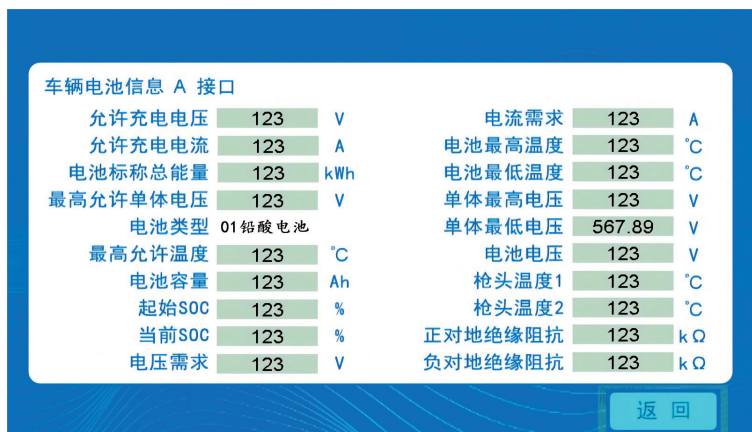 车辆电池信息 A 接口
允许充电电压 123 V 电流需求 123 A
允许充电电流 123 A 电池最高温度 123 °C
电池标称总能量 123 kWh 电池最低温度 123 °C
最高允许单体电压 123 V 单体最高电压 123 V
电池类型 01铅酸电池 单体最低电压 567.89 V
最高允许温度 123 °C 电池电压 123 V
电池容量 123 Ah 枪头温度1 123 °C
起始SOC 123 % 枪头温度2 123 °C
当前SOC 123 % 正对地绝缘阻抗 123 kΩ
电压需求 123 V 负对地绝缘阻抗 123 kΩ
返回